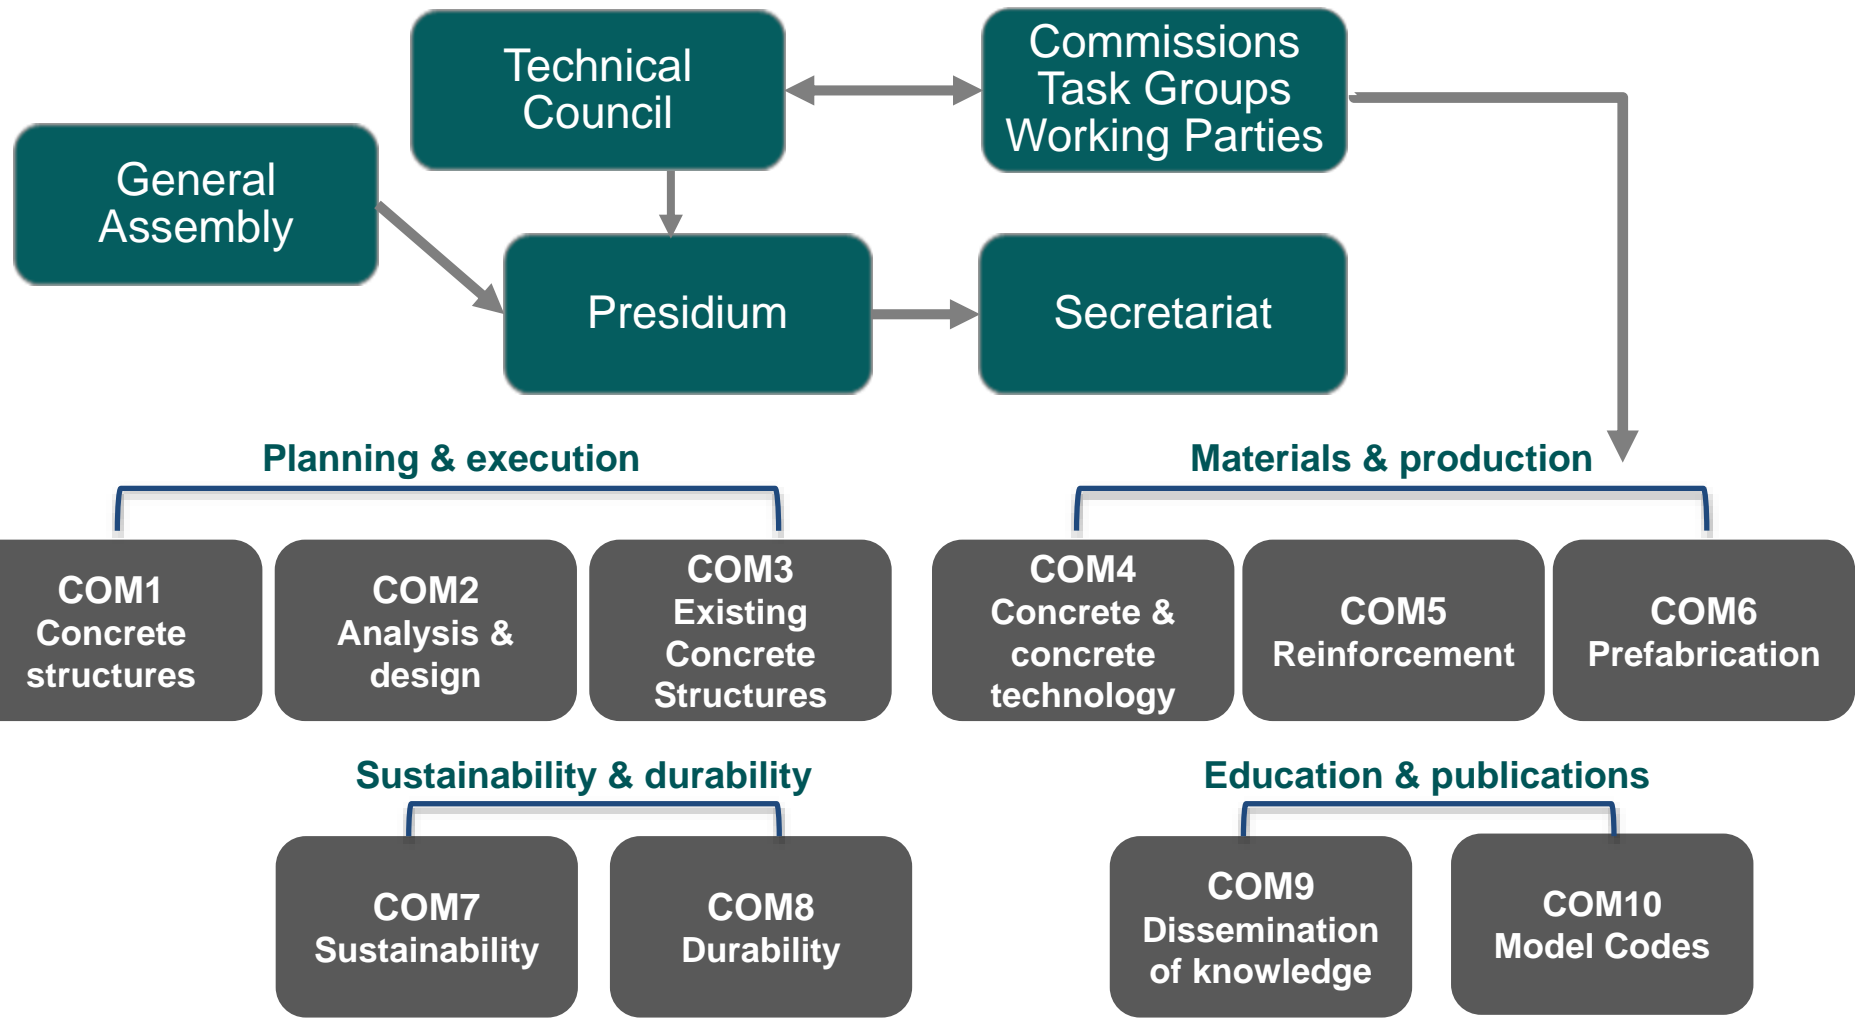 Technical
Council
Commissions
Task Groups
Working Parties
General
Assembly
Presidium
Secretariat
Planning & execution
COM1
Concrete
structures
COM2
Analysis &
design
COM3
Existing
Concrete
Structures
Materials & production
COM4
Concrete &
concrete
technology
COM5
Reinforcement
COM6
Prefabrication
Sustainability & durability
COM7
Sustainability
COM8
Durability
Education & publications
COM9
Dissemination
of knowledge
COM10
Model Codes